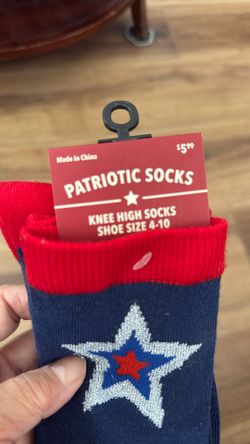 Made in China
$5.99
PATRIOTIC SOCKS
KNEE HIGH SOCKS
SHOE SIZE 4-10